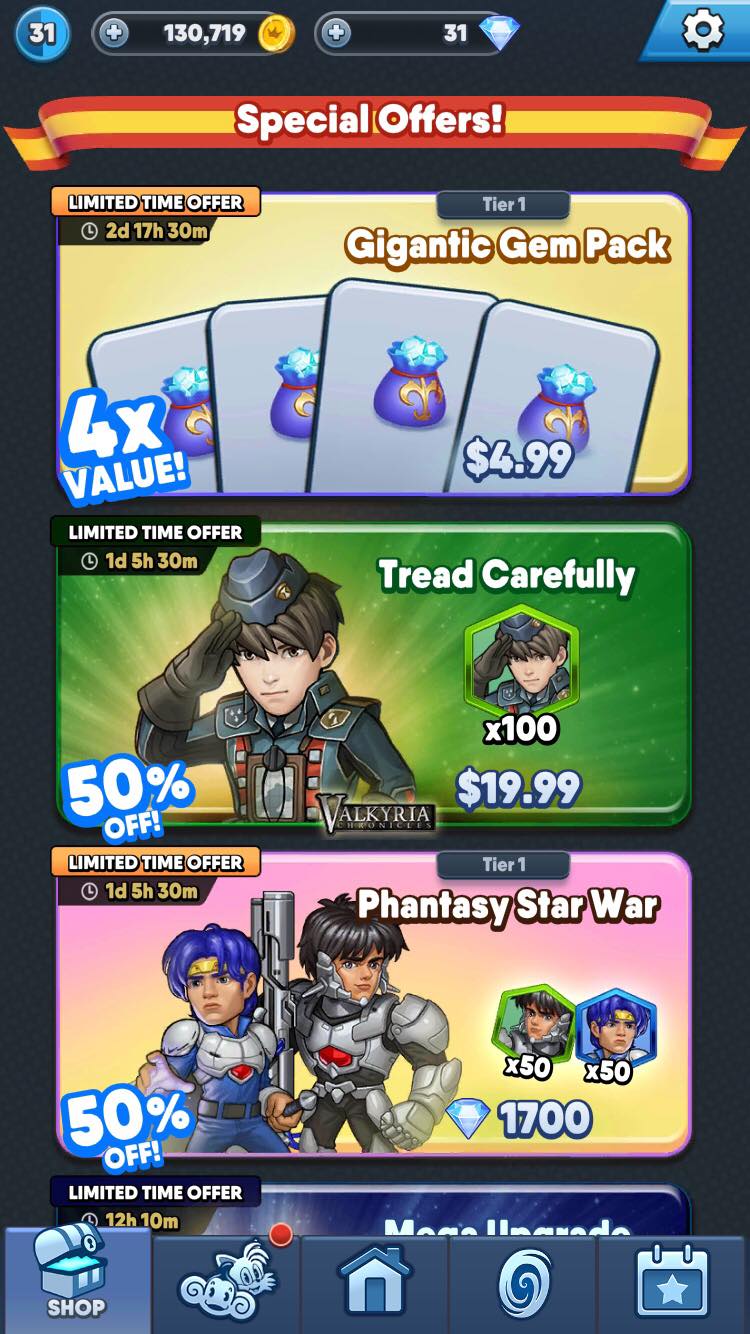 31
130,719
31
Special Offers!
LIMITED TIME OFFER
2d 17h 30m
Tier 1
Gigantic Gem Pack
4x
VALUE!
$4.99
LIMITED TIME OFFER
1d 5h 30m
Tread Carefully
x100
50%
OFF!
$19.99
VALKYRIA
CHRONICLES
LIMITED TIME OFFER
1d 5h 30m
Tier 1
Phantasy Star War
x50
x50
50%
OFF!
1700
LIMITED TIME OFFER
12h 10m
Mega Upgrade
SHOP